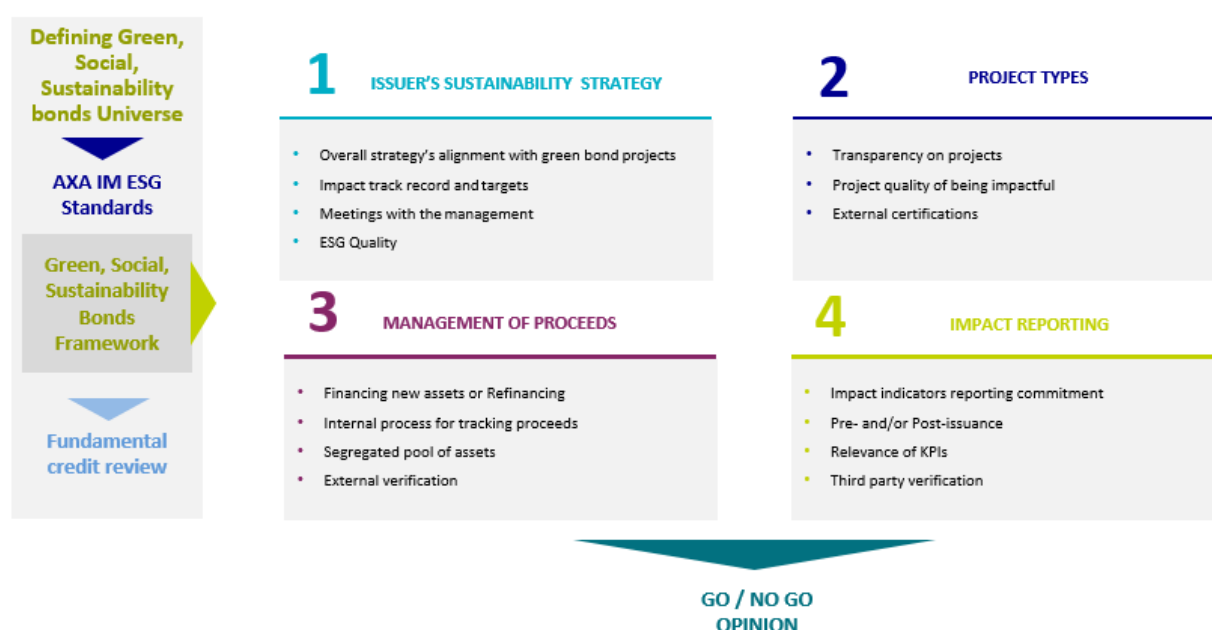 Defining Green,
Social,
Sustainability
bonds Universe
AXA IM ESG
Standards
Green, Social,
Sustainability
Bonds
Framework
Fundamental
credit review
1 ISSUER'S SUSTAINABILITY STRATEGY
• Overall strategy's alignment with green bond projects
• Impact track record and targets
• Meetings with the management
• ESG Quality
2 PROJECT TYPES
• Transparency on projects
• Project quality of being impactful
• External certifications
3 MANAGEMENT OF PROCEEDS
• Financing new assets or Refinancing
• Internal process for tracking proceeds
• Segregated pool of assets
• External verification
4 IMPACT REPORTING
• Impact indicators reporting commitment
• Pre- and/or Post-issuance
• Relevance of KPIs
• Third party verification
GO / NO GO
OPINION